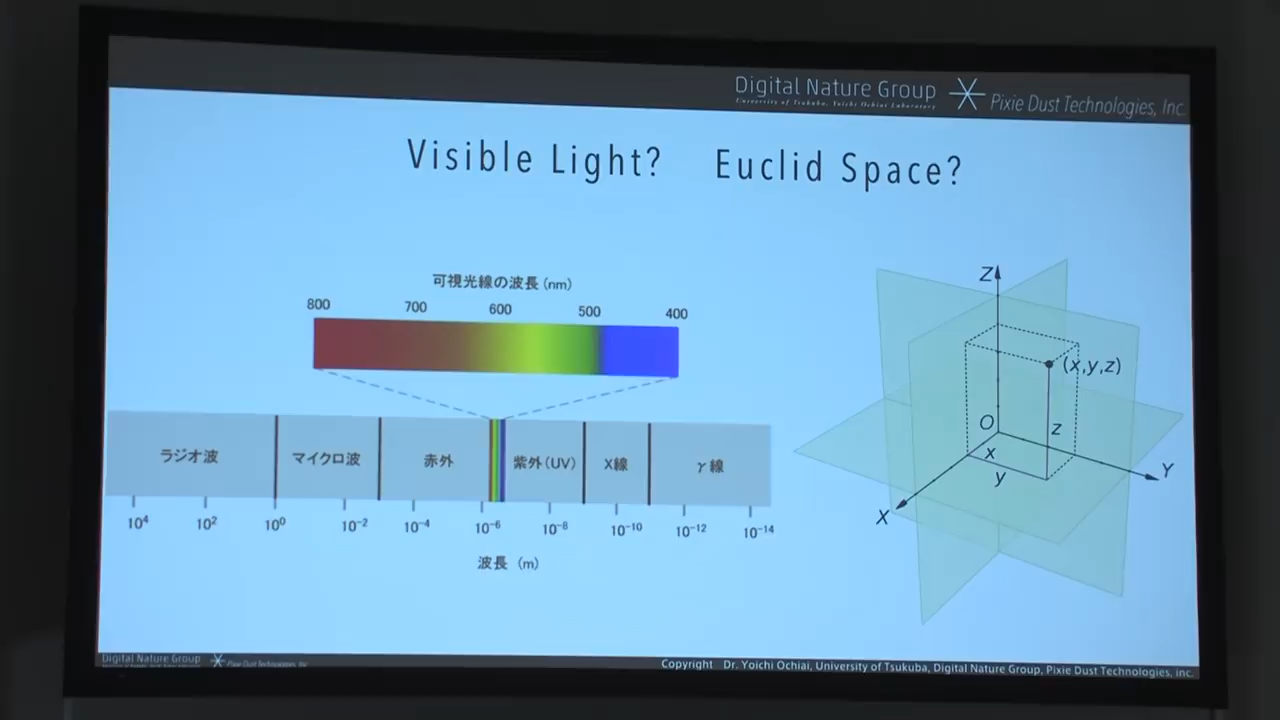 Digital Nature Group
University of Tsukuba, Yoichi Ochiai Laboratory
Pixie Dust Technologies, Inc.
Visible Light? Euclid Space?
可視光線の波長(nm)
800 700 600 500 400
ラジオ波 マイクロ波 赤外 紫外(UV) X線 γ線
10⁴ 10² 10⁰ 10⁻² 10⁻⁴ 10⁻⁶ 10⁻⁸ 10⁻¹⁰ 10⁻¹² 10⁻¹⁴
波長 (m)
Z
(x,y,z)
O
z
x
y
Y
X
Digital Nature Group
Pixie Dust Technologies, Inc.
Copyright Dr. Yoichi Ochiai, University of Tsukuba, Digital Nature Group, Pixie Dust Technologies, inc.